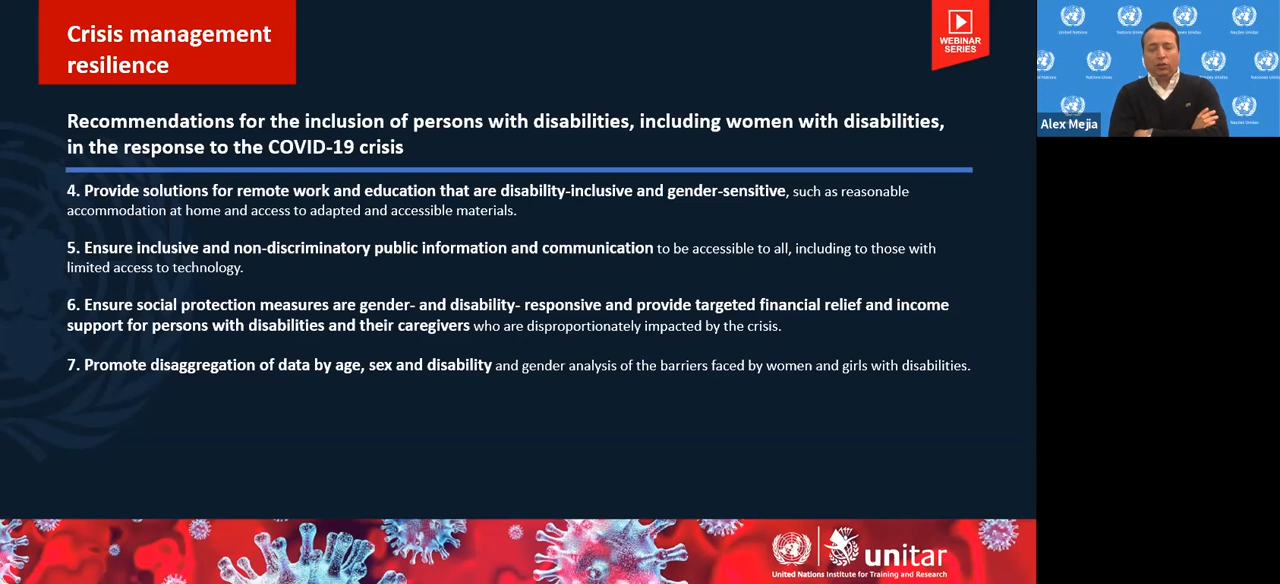 Crisis management
resilience
WEBINAR
SERIES
Recommendations for the inclusion of persons with disabilities, including women with disabilities,
in the response to the COVID-19 crisis
4. Provide solutions for remote work and education that are disability-inclusive and gender-sensitive, such as reasonable
accommodation at home and access to adapted and accessible materials.
5. Ensure inclusive and non-discriminatory public information and communication to be accessible to all, including to those with
limited access to technology.
6. Ensure social protection measures are gender- and disability- responsive and provide targeted financial relief and income
support for persons with disabilities and their caregivers who are disproportionately impacted by the crisis.
7. Promote disaggregation of data by age, sex and disability and gender analysis of the barriers faced by women and girls with disabilities.
unitar
United Nations Institute for Training and Research
United Nations
Nações Unidas
Alex Mejia